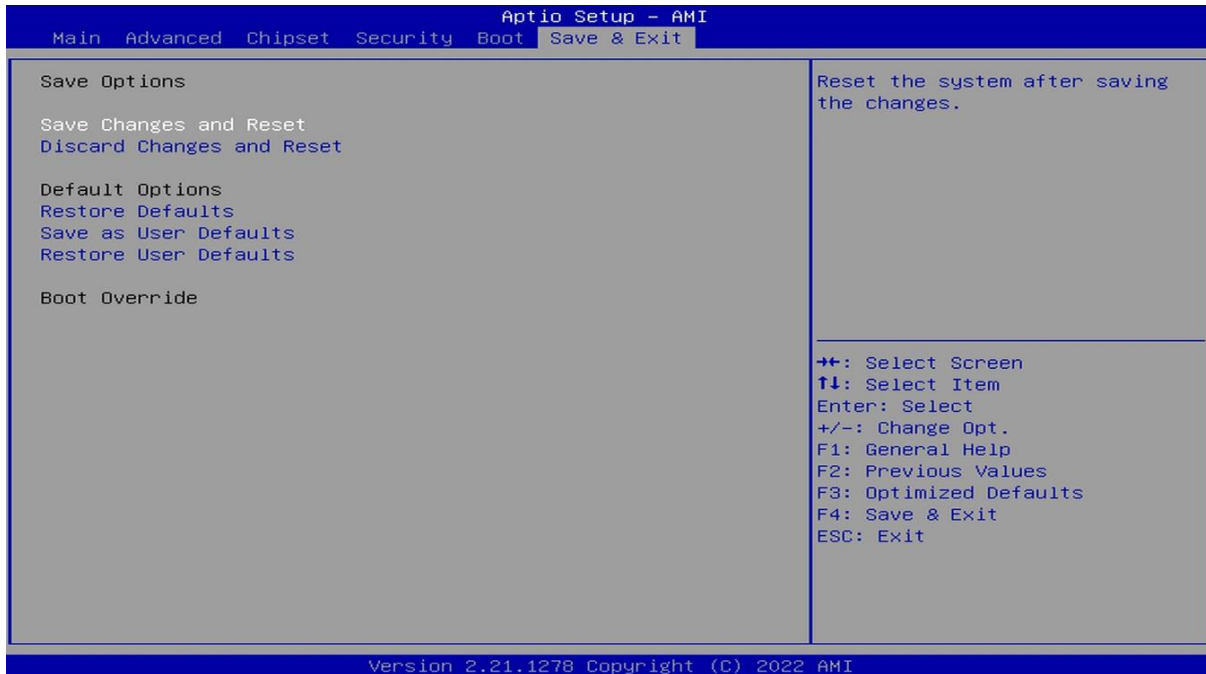 Aptio Setup – AMI
Main Advanced Chipset Security Boot Save & Exit
Save Options
Save Changes and Reset
Discard Changes and Reset
Default Options
Restore Defaults
Save as User Defaults
Restore User Defaults
Boot Override
Reset the system after saving
the changes.
→←: Select Screen
↑↓: Select Item
Enter: Select
+/-: Change Opt.
F1: General Help
F2: Previous Values
F3: Optimized Defaults
F4: Save & Exit
ESC: Exit
Version 2.21.1278 Copyright (C) 2022 AMI